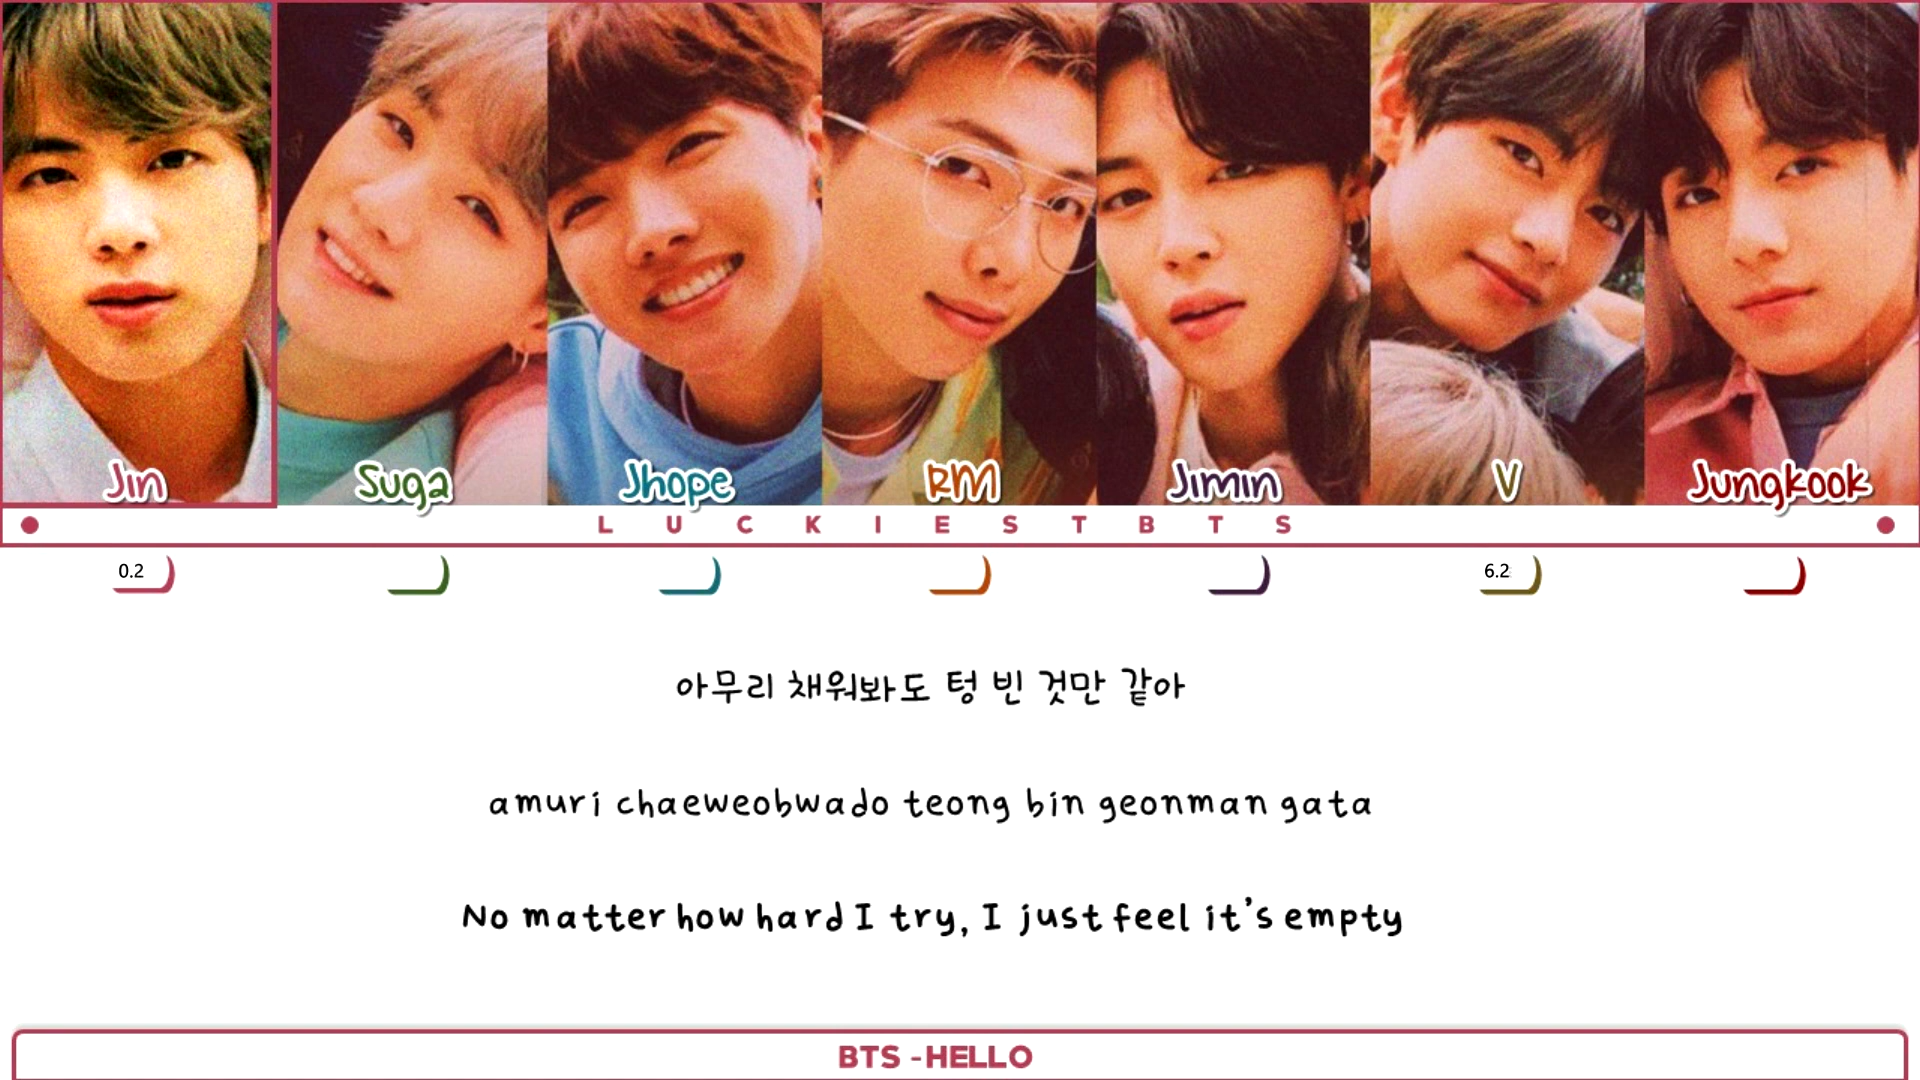 Jin Suga Jhope RM Jimin V Jungkook
LUCKIESTBTS
0.2 6.2
아무리 채워봐도 텅 빈 것만 같아
amuri chaeweobwado teong bin geonman gata
No matter how hard I try, I just feel it's empty
BTS -HELLO